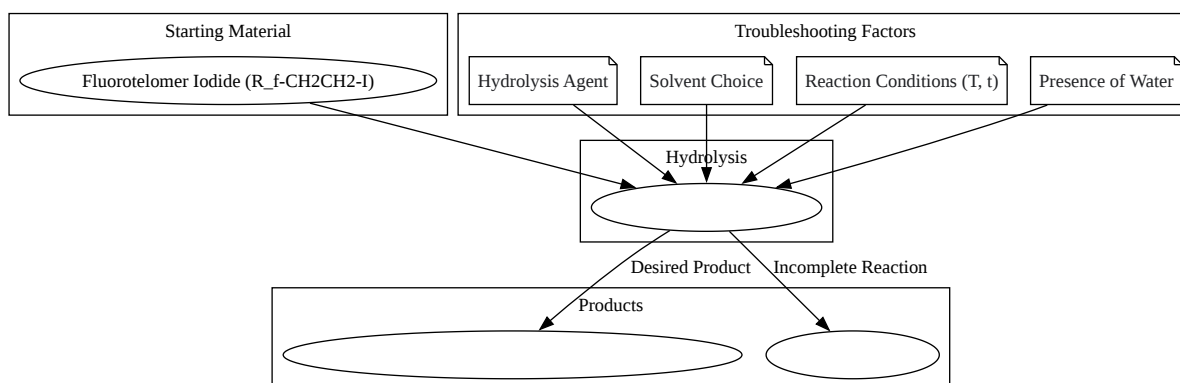 Starting Material
Troubleshooting Factors
Fluorotelomer Iodide (R_f-CH2CH2-I)
Hydrolysis Agent
Solvent Choice
Reaction Conditions (T, t)
Presence of Water
Hydrolysis
Desired Product
Incomplete Reaction
Products